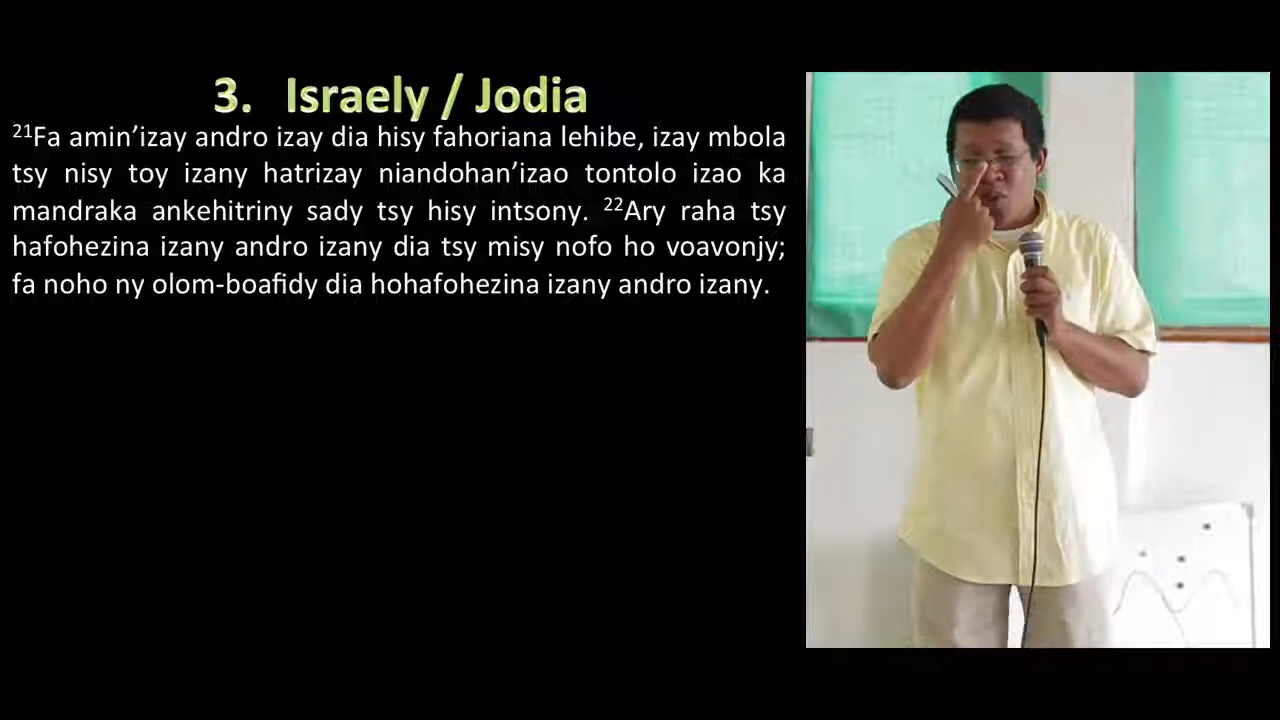 3. Israely / Jodia
21Fa amin’izay andro izay dia hisy fahoriana lehibe, izay mbola
tsy nisy toy izany hatrizay niandohan’izao tontolo izao ka
mandraka ankehitriny sady tsy hisy intsony. 22Ary raha tsy
hafohezina izany andro izany dia tsy misy nofo ho voavonjy;
fa noho ny olom-boafidy dia hohafohezina izany andro izany.